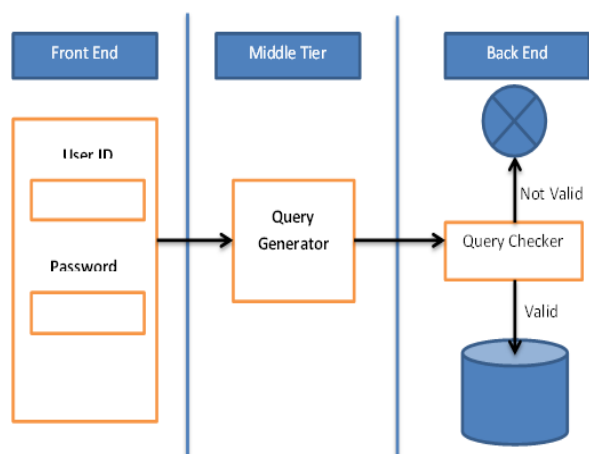 Front End
Middle Tier
Back End
User ID
Password
Query
Generator
Not Valid
Query Checker
Valid